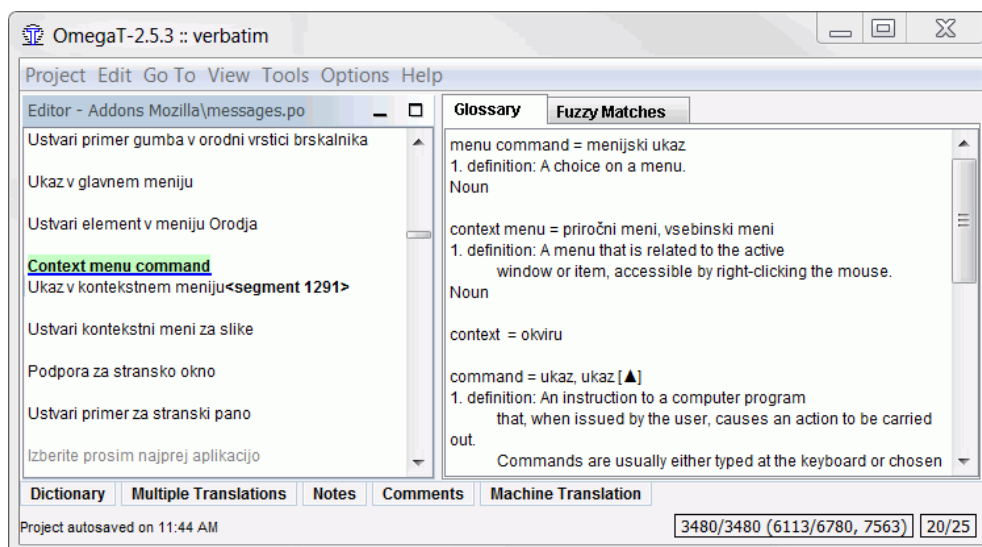 OmegaT-2.5.3 :: verbatim
Project Edit Go To View Tools Options Help
Editor - Addons Mozilla\messages.po
Ustvari primer gumba v orodni vrstici brskalnika
Ukaz v glavnem meniju
Ustvari element v meniju Orodja
Context menu command
Ukaz v kontekstnem meniju<segment 1291>
Ustvari kontekstni meni za slike
Podpora za stransko okno
Ustvari primer za stranski pano
Izberite prosim najprej aplikacijo
Glossary Fuzzy Matches
menu command = menijski ukaz
1. definition: A choice on a menu.
Noun
context menu = priročni meni, vsebinski meni
1. definition: A menu that is related to the active
window or item, accessible by right-clicking the mouse.
Noun
context = okviru
command = ukaz, ukaz [▲]
1. definition: An instruction to a computer program
that, when issued by the user, causes an action to be carried
out.
Commands are usually either typed at the keyboard or chosen
Dictionary Multiple Translations Notes Comments Machine Translation
Project autosaved on 11:44 AM
3480/3480 (6113/6780, 7563) 20/25